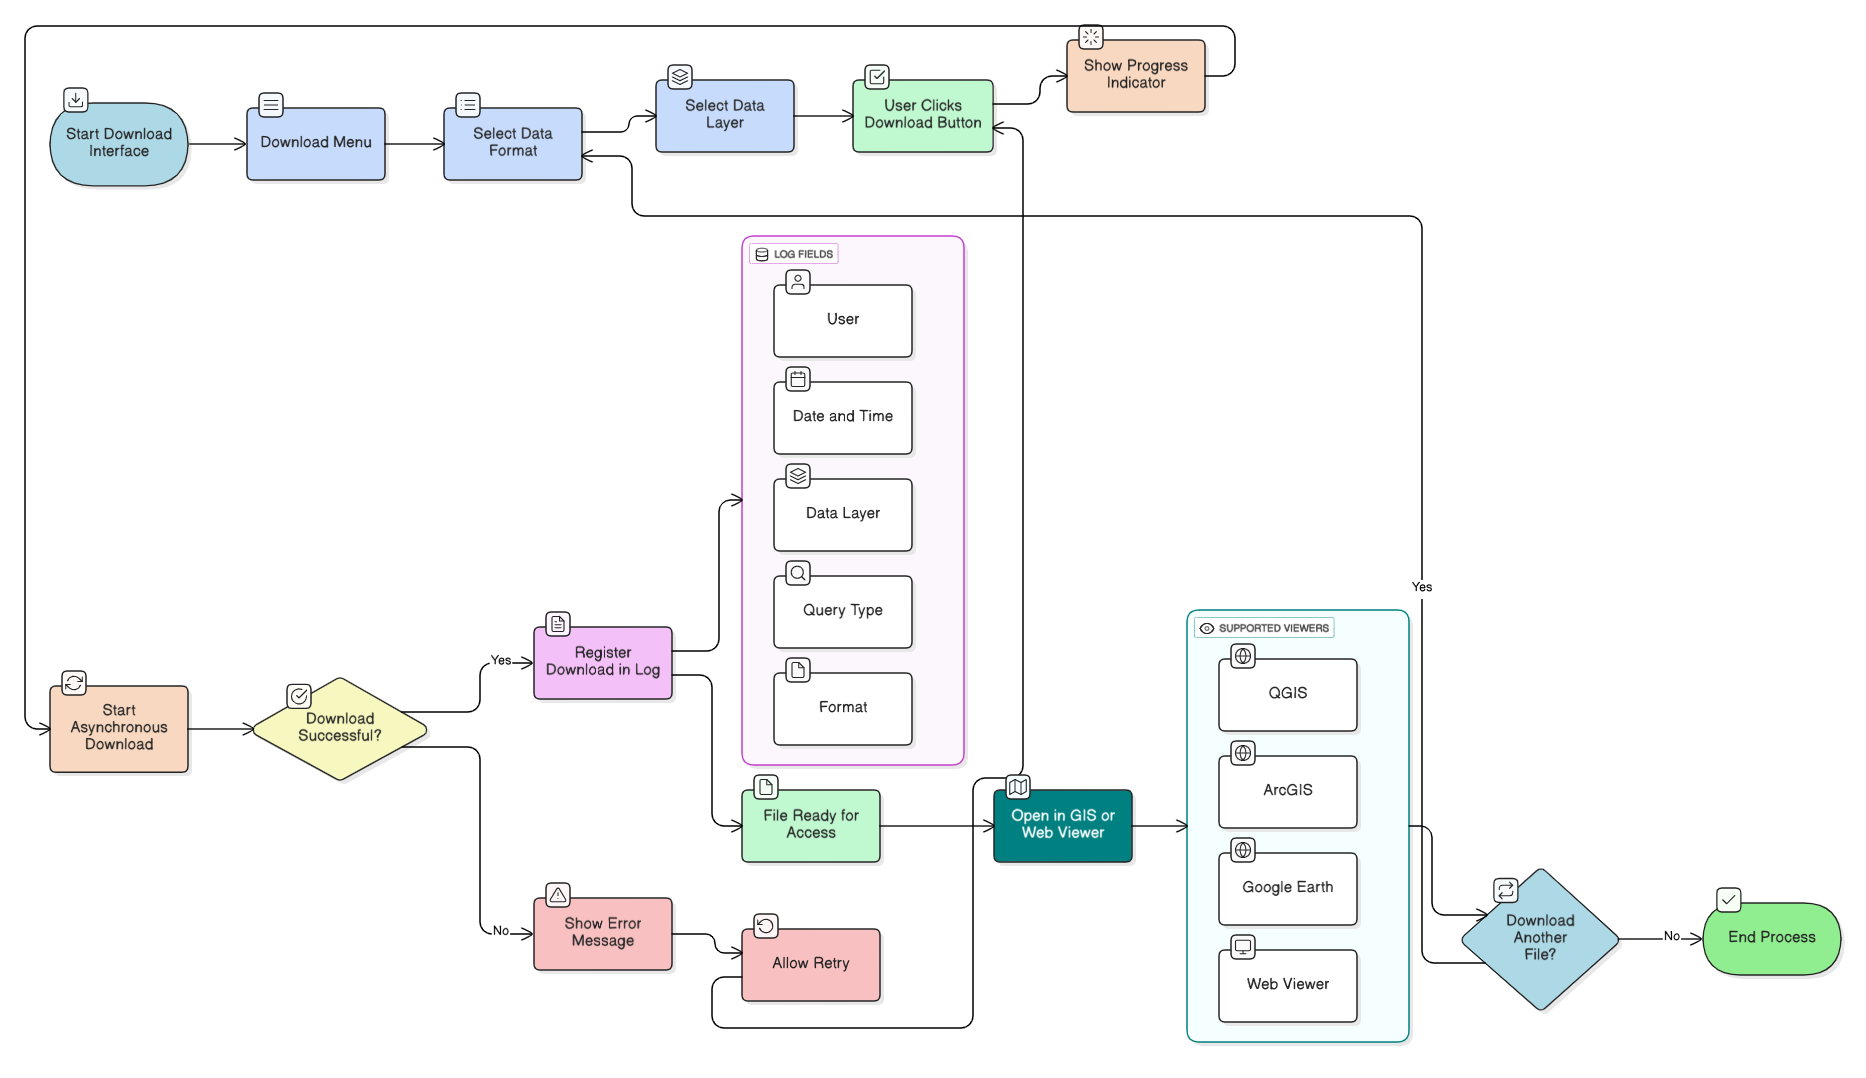 Start Download
Interface
Download Menu
Select Data
Format
Select Data
Layer
User Clicks
Download Button
Show Progress
Indicator
LOG FIELDS
User
Date and Time
Data Layer
Query Type
Format
Start
Asynchronous
Download
Download
Successful?
Yes
Register
Download in Log
No
Show Error
Message
Allow Retry
File Ready for
Access
Open in GIS or
Web Viewer
SUPPORTED VIEWERS
QGIS
ArcGIS
Google Earth
Web Viewer
Yes
Download
Another
File?
No
End Process